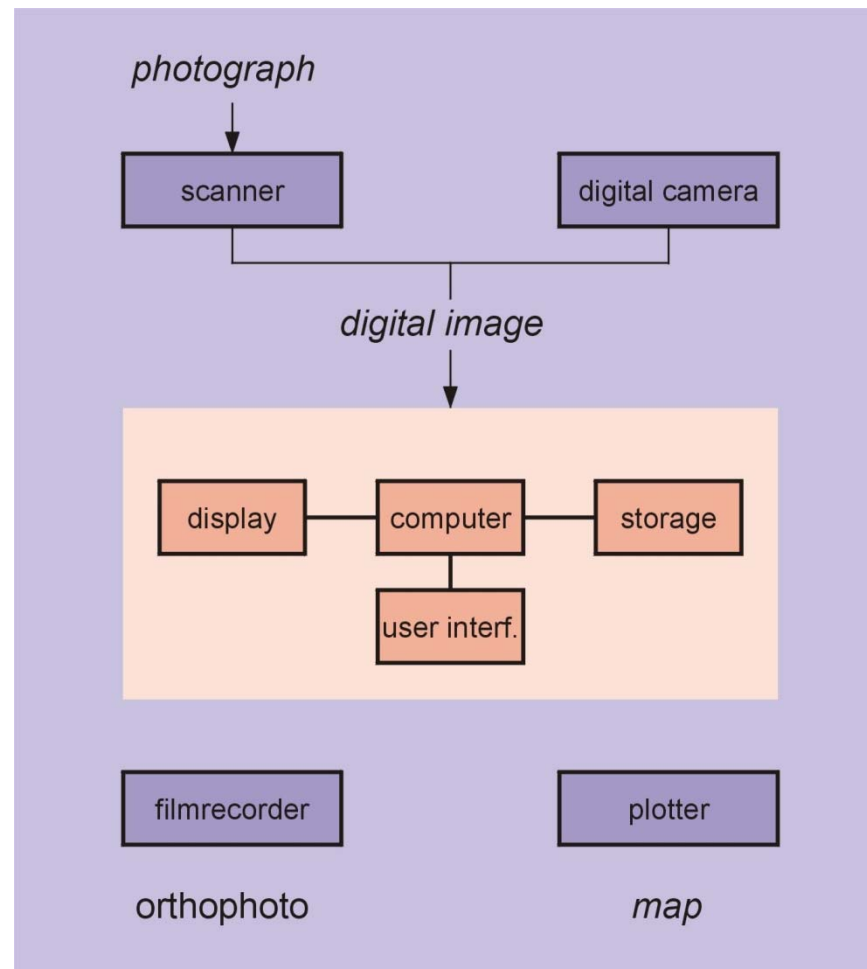 photograph
scanner
digital camera
digital image
display
computer
storage
user interf.
filmrecorder
plotter
orthophoto
map